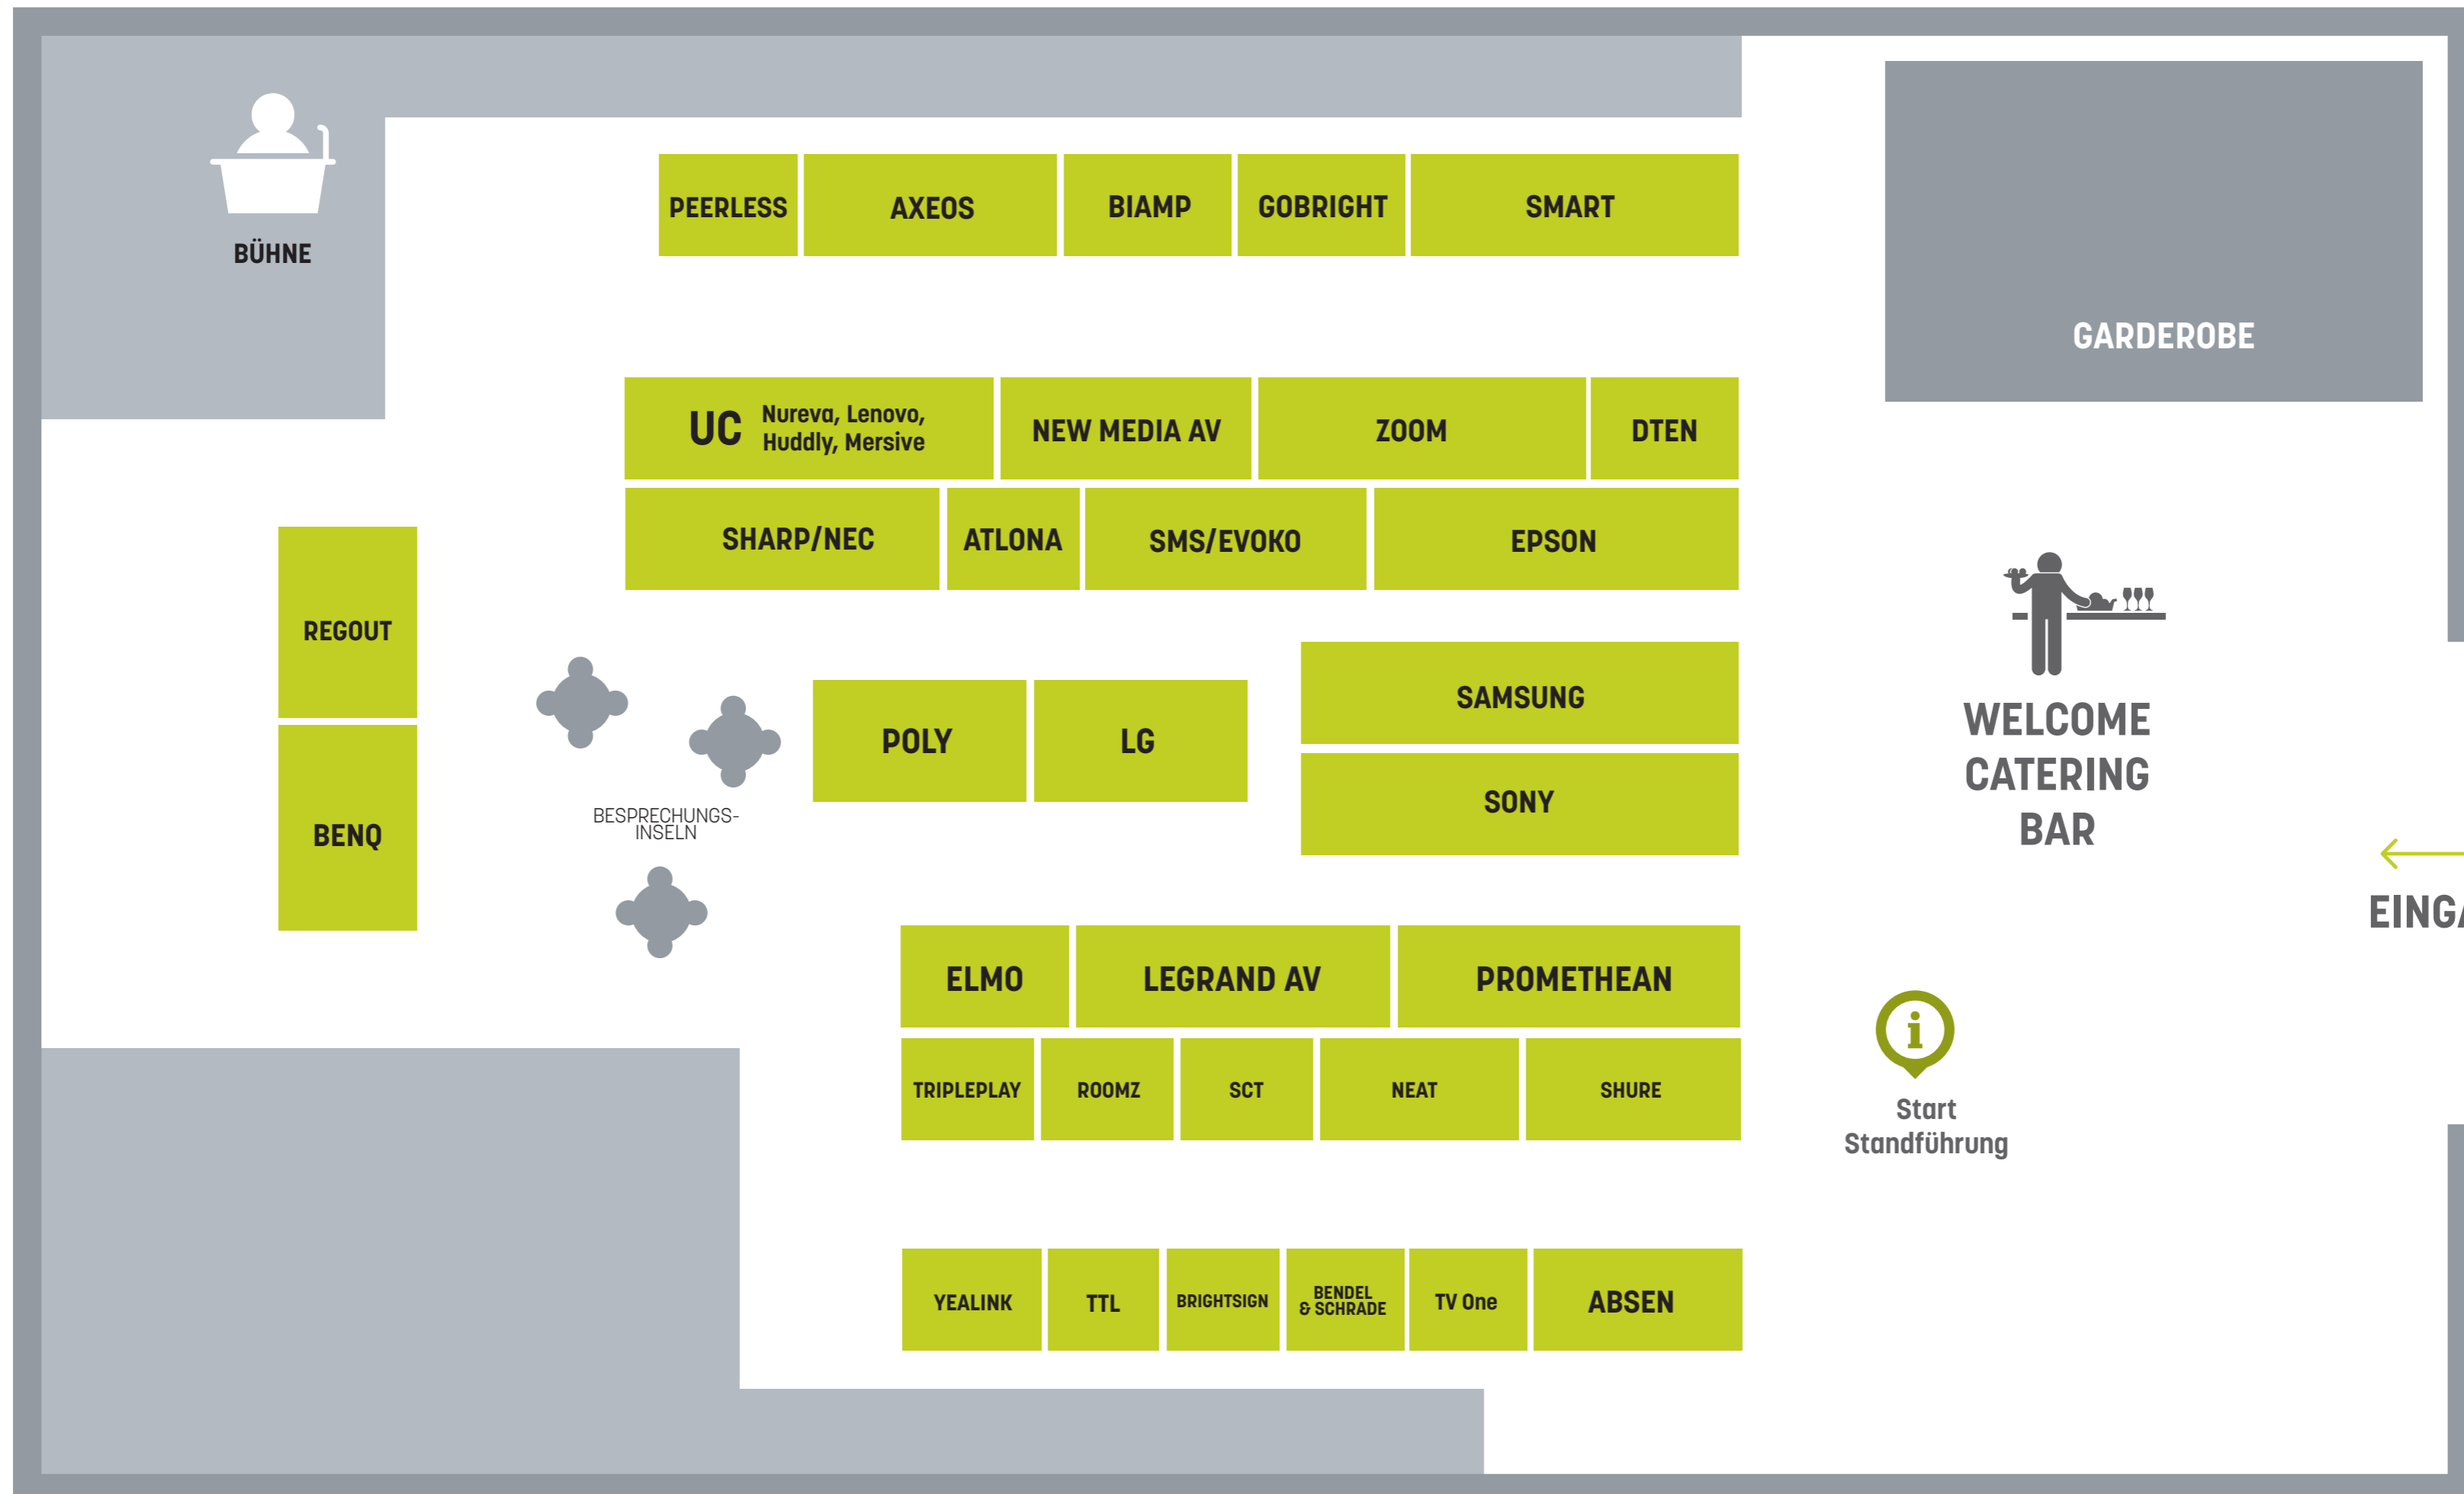 BÜHNE
PEERLESS
AXEOS
BIAMP
GOBRIGHT
SMART
GARDEROBE
UC
Nureva, Lenovo,
Huddly, Mersive
NEW MEDIA AV
ZOOM
DTEN
SHARP/NEC
ATLONA
SMS/EVOKO
EPSON
REGOUT
BENQ
BESPRECHUNGS-
INSELN
POLY
LG
SAMSUNG
SONY
WELCOME
CATERING
BAR
ELMO
LEGRAND AV
PROMETHEAN
TRIPLEPLAY
ROOMZ
SCT
NEAT
SHURE
i
Start
Standführung
YEALINK
TTL
BRIGHTSIGN
BENDEL
& SCHRADE
TV One
ABSEN